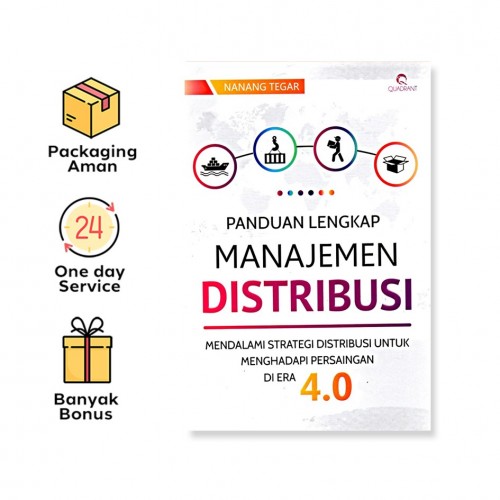 Packaging
Aman
24
One day
Service
Banyak
Bonus
NANANG TEGAR
QUADRANT
PANDUAN LENGKAP
MANAJEMEN
DISTRIBUSI
MENDALAMI STRATEGI DISTRIBUSI UNTUK
MENGHADAPI PERSAINGAN
DI ERA 4.0